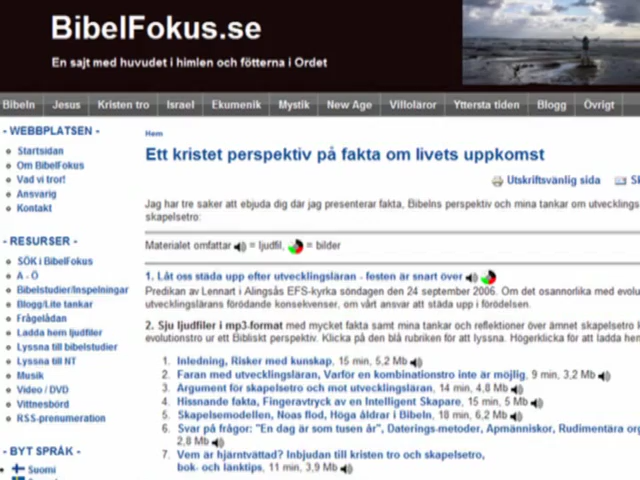 BibelFokus.se
En sajt med huvudet i himlen och fötterna i Ordet
Bibeln Jesus Kristen tro Israel Ekumenik Mystik New Age Villoläror Yttersta tiden Blogg Övrigt
- WEBBPLATSEN -
Startsidan
Om BibelFokus
Vad vi tror!
Ansvarig
Kontakt
- RESURSER -
SÖK i BibelFokus
A - Ö
Bibelstudier/Inspelningar
Blogg/Lite tankar
Frågelådan
Ladda hem ljudfiler
Lyssna till bibelstudier
Lyssna till NT
Musik
Video / DVD
Vittnesbörd
RSS-prenumeration
- BYT SPRÅK -
Suomi
Hem
Ett kristet perspektiv på fakta om livets uppkomst
Utskriftsvänlig sida
Jag har tre saker att ebjuda dig där jag presenterar fakta, Bibelns perspektiv och mina tankar om utvecklings
skapelsetro:
Materialet omfattar = ljudfil, = bilder
1. Låt oss städa upp efter utvecklingsläran - festen är snart över
Predikan av Lennart i Alingsås EFS-kyrka söndagen den 24 september 2006. Om det osannorlika med evolu
utvecklingslärans förödande konsekvenser, om vårt ansvar att städa upp i förödelsen.
2. Sju ljudfiler i mp3-format med mycket fakta samt mina tankar och reflektioner över ämnet skapelsetro k
evolutionstro ur ett Bibliskt perspektiv. Klicka på den blå rubriken för att lyssna. Högerklicka för att ladda hem
1. Inledning, Risker med kunskap, 15 min, 5,2 Mb
2. Faran med utvecklingsläran, Varför en kombinationstro inte är möjlig, 9 min, 3,2 Mb
3. Argument för skapelsetro och mot utvecklingsläran, 14 min, 4,8 Mb
4. Hissnande fakta, Fingeravtryck av en Intelligent Skapare, 15 min, 5 Mb
5. Skapelsemodellen, Noas flod, Höga åldrar i Bibeln, 18 min, 6,2 Mb
6. Svar på frågor: "En dag är som tusen år", Daterings-metoder, Apmänniskor, Rudimentära org
2,8 Mb
7. Vem är hjärntvättad? Inbjudan till kristen tro och skapelsetro,
bok- och länktips, 11 min, 3,9 Mb